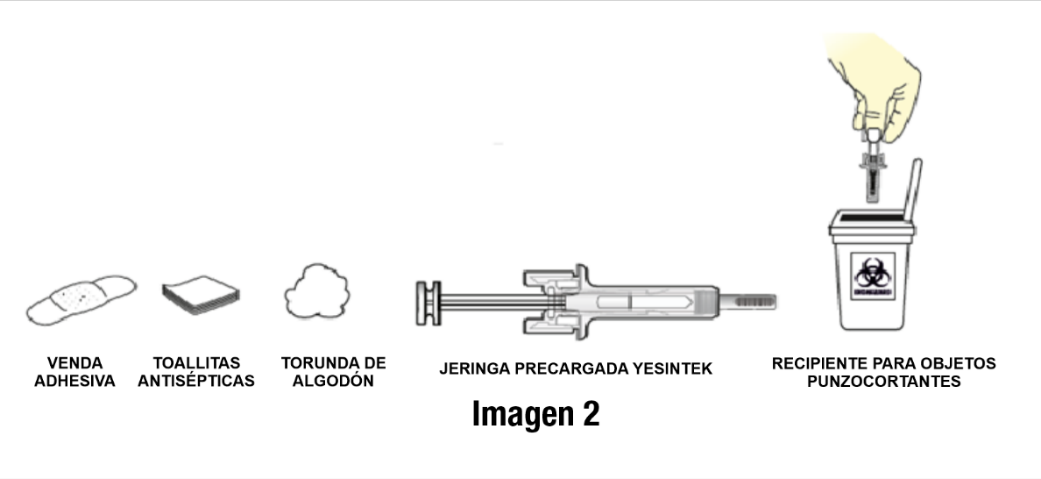 VENDA
ADHESIVA
TOALLITAS
ANTISÉPTICAS
TORUNDA DE
ALGODÓN
JERINGA PRECARGADA YESINTEK
RECIPIENTE PARA OBJETOS
PUNZOCORTANTES
Imagen 2